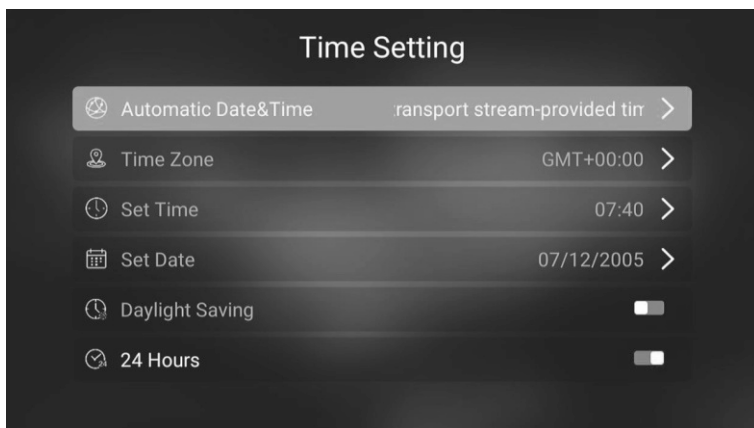 Time Setting
Automatic Date&Time transport stream-provided tim
Time Zone GMT+00:00
Set Time 07:40
Set Date 07/12/2005
Daylight Saving
24 Hours